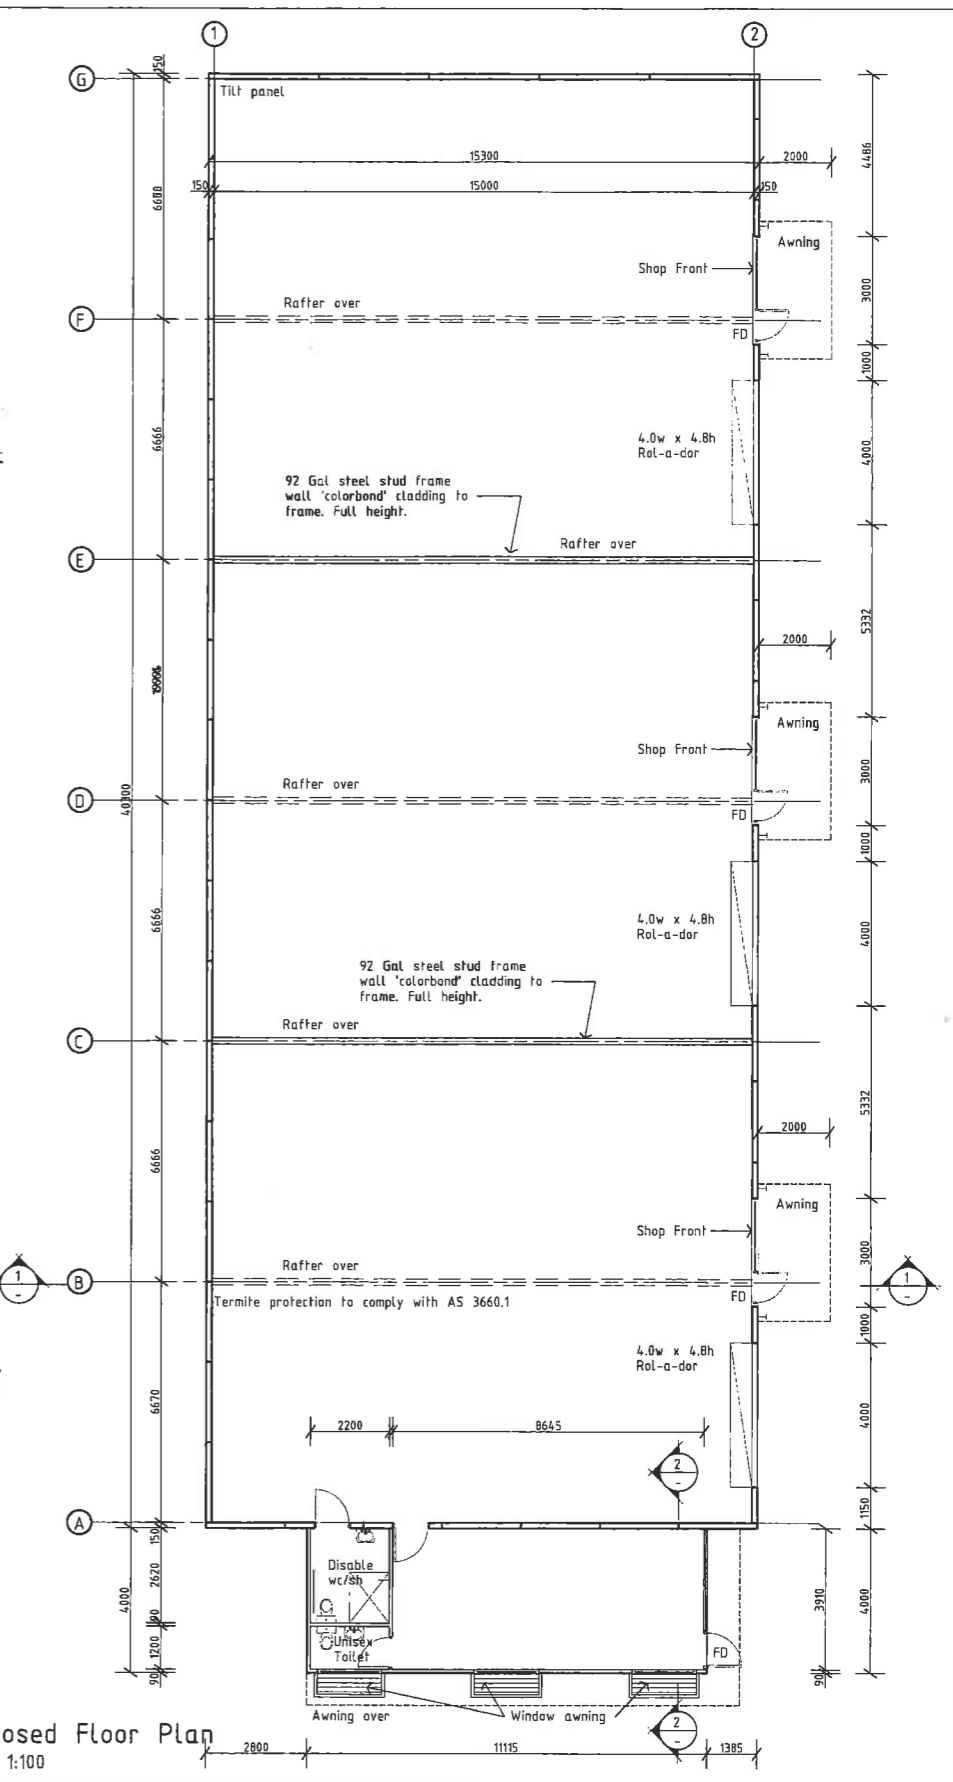 1
2
G
150
Tilt panel
15300
2000
4486
150
15000
150
Awning
Shop Front
3000
Rafter over
F
FD
1000
6666
4.0w x 4.8h
Rol-a-dor
4000
92 Gal steel stud frame
wall 'colorbond' cladding to
frame. Full height.
Rafter over
E
5332
2000
Awning
Shop Front
3000
Rafter over
D
40300
FD
1000
6666
4.0w x 4.8h
Rol-a-dor
4000
92 Gal steel stud frame
wall 'colorbond' cladding to
frame. Full height.
Rafter over
C
5332
2000
6666
Awning
Shop Front
3000
Rafter over
1
-
B
1
-
Termite protection to comply with AS 3660.1
FD
1000
4.0w x 4.8h
Rol-a-dor
6670
4000
2200
8645
2
-
1150
A
150
Disable
wc/sh
2620
4000
3910
4000
90
Unisex
Toilet
1200
FD
90
90
Awning over
Window awning
2
-
osed Floor Plan
1:100
2800
11115
1385